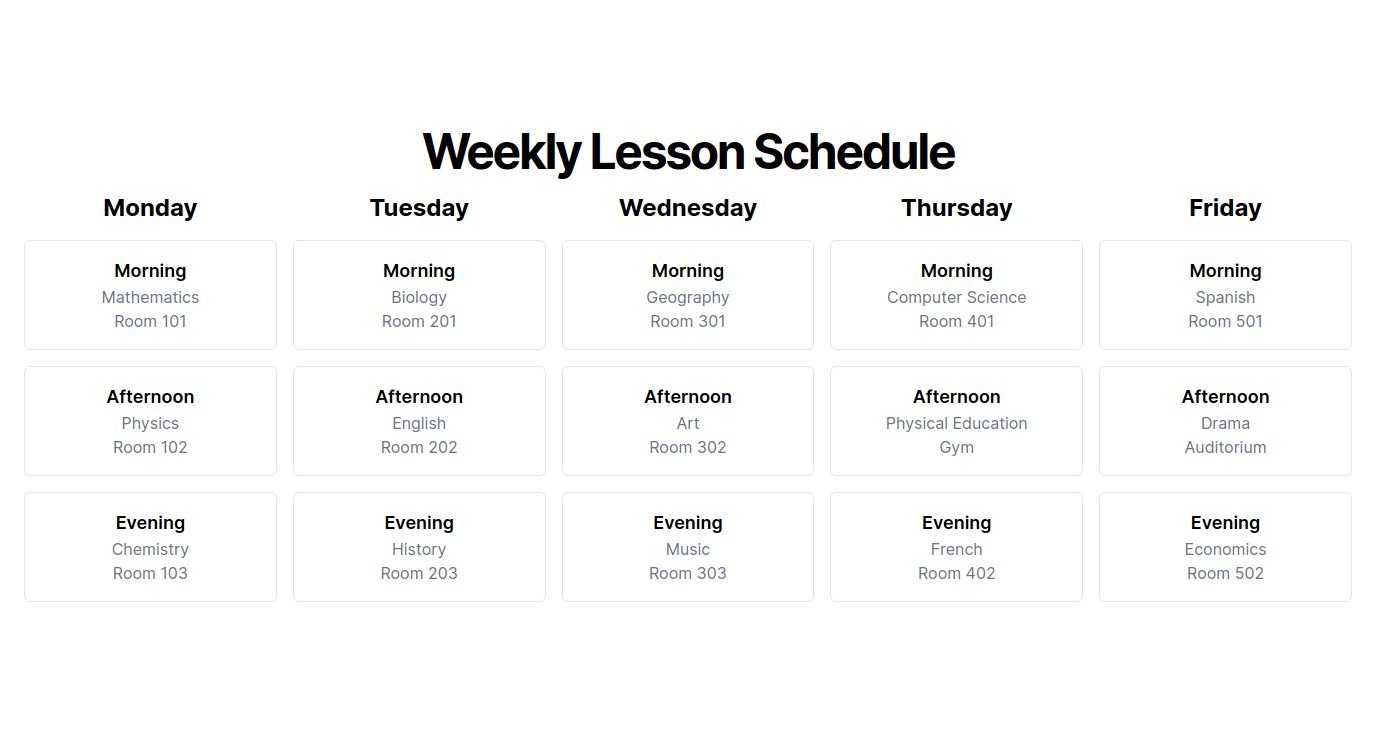 Weekly Lesson Schedule
Monday
Morning
Mathematics
Room 101
Afternoon
Physics
Room 102
Evening
Chemistry
Room 103
Tuesday
Morning
Biology
Room 201
Afternoon
English
Room 202
Evening
History
Room 203
Wednesday
Morning
Geography
Room 301
Afternoon
Art
Room 302
Evening
Music
Room 303
Thursday
Morning
Computer Science
Room 401
Afternoon
Physical Education
Gym
Evening
French
Room 402
Friday
Morning
Spanish
Room 501
Afternoon
Drama
Auditorium
Evening
Economics
Room 502